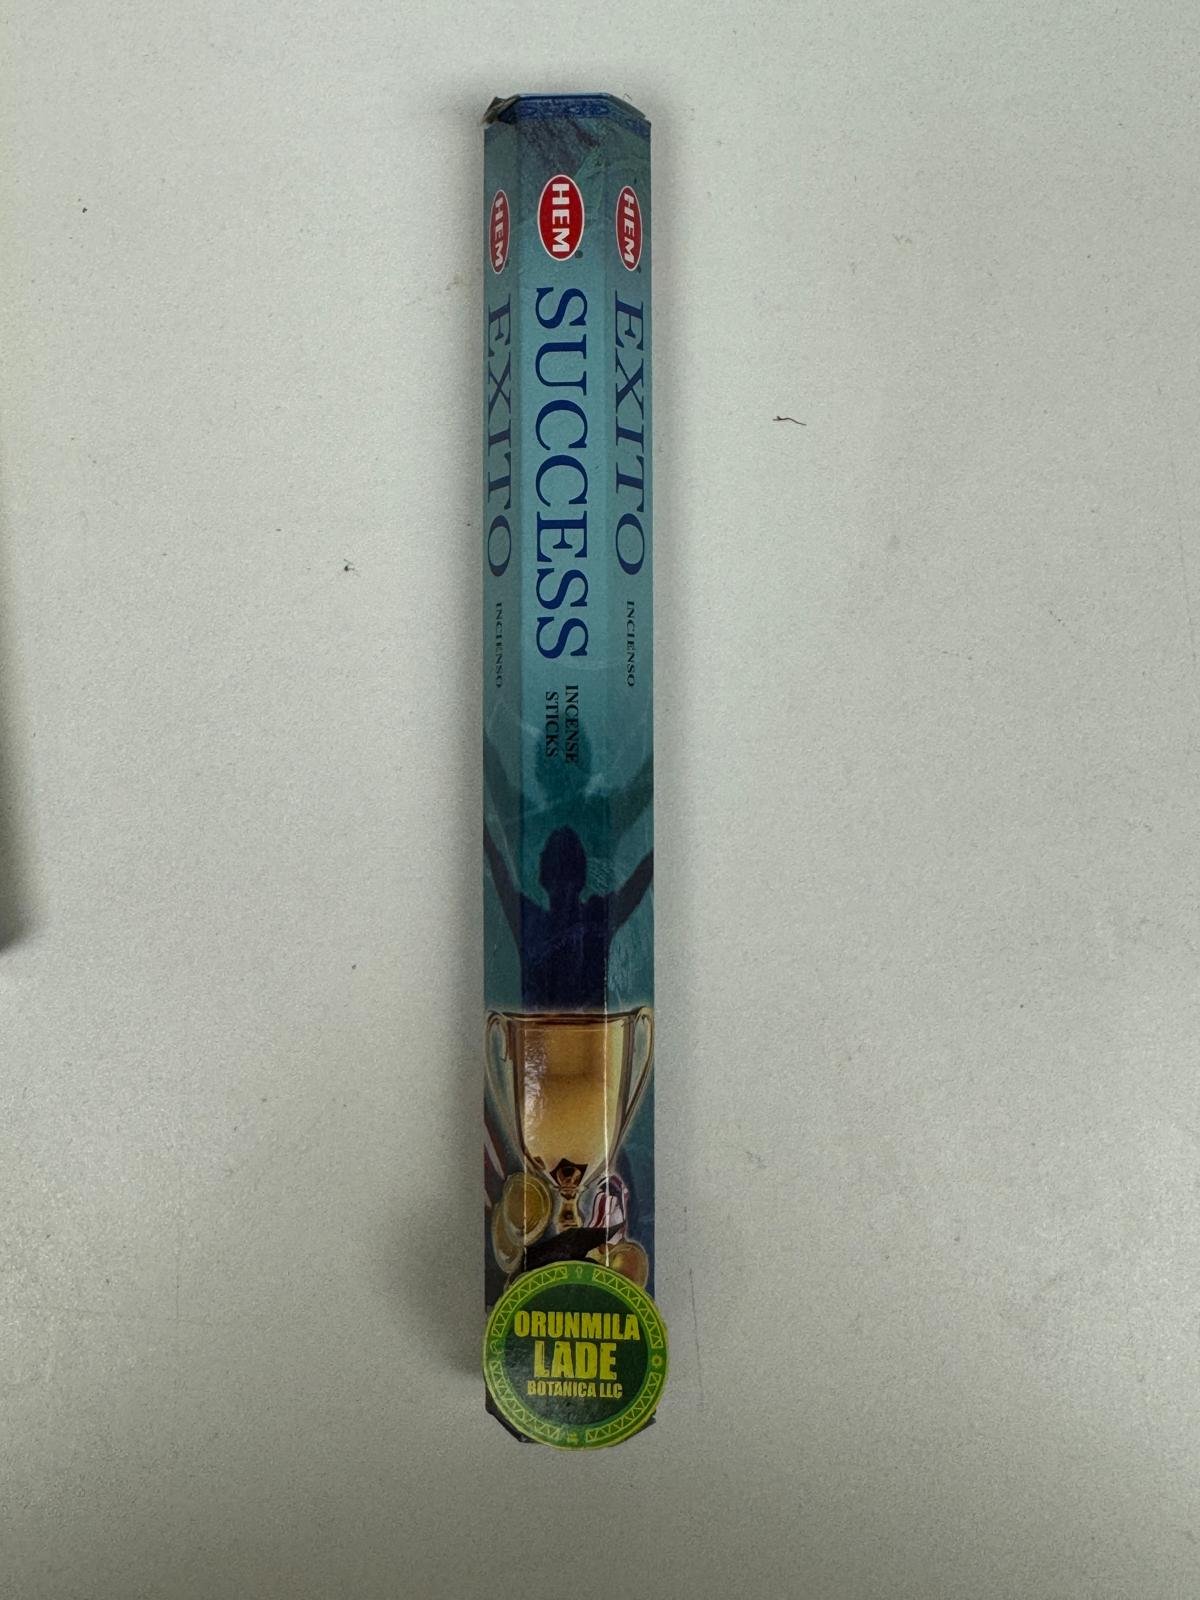 HEM
EXITO
INCIENSO
HEM
SUCCESS
INCENSE
STICKS
HEM
EXITO
INCIENSO
ORUNMILA
LADE
BOTANICA LLC